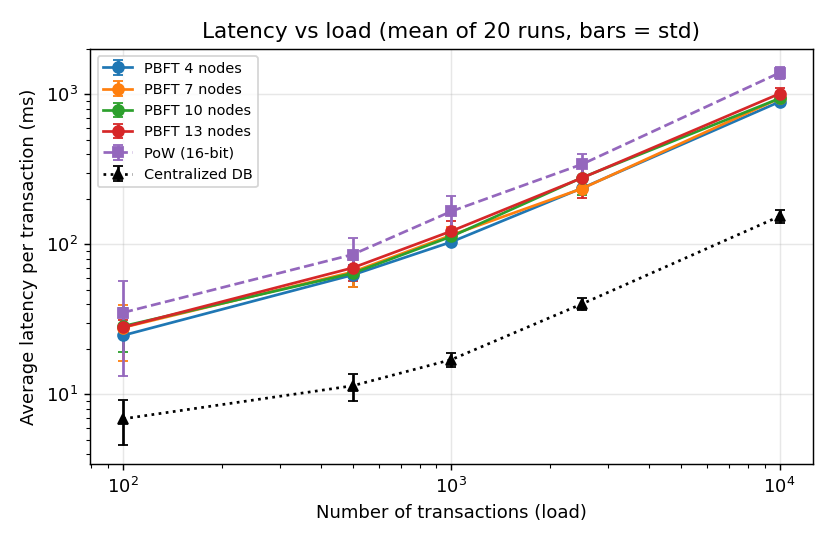 Latency vs load (mean of 20 runs, bars = std)
PBFT 4 nodes
PBFT 7 nodes
PBFT 10 nodes
PBFT 13 nodes
PoW (16-bit)
Centralized DB
Average latency per transaction (ms)
10³
10²
10¹
10² 10³ 10⁴
Number of transactions (load)